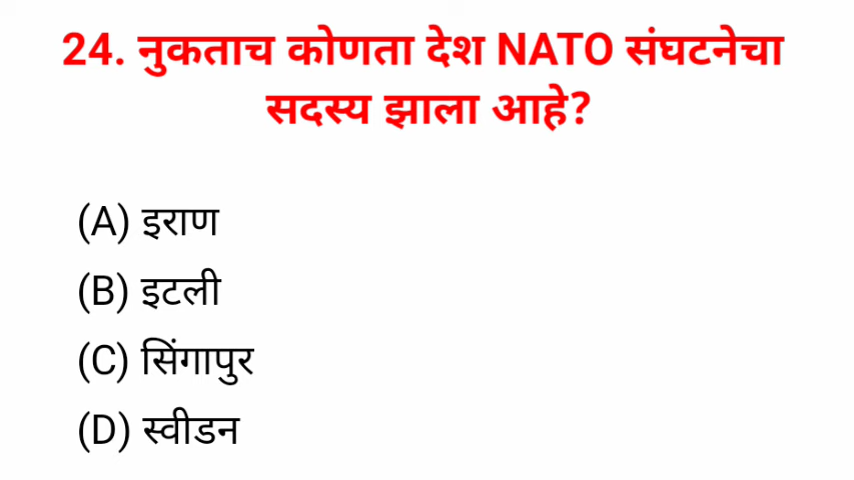 24. नुकताच कोणता देश NATO संघटनेचा
सदस्य झाला आहे?
(A) इराण
(B) इटली
(C) सिंगापुर
(D) स्वीडन